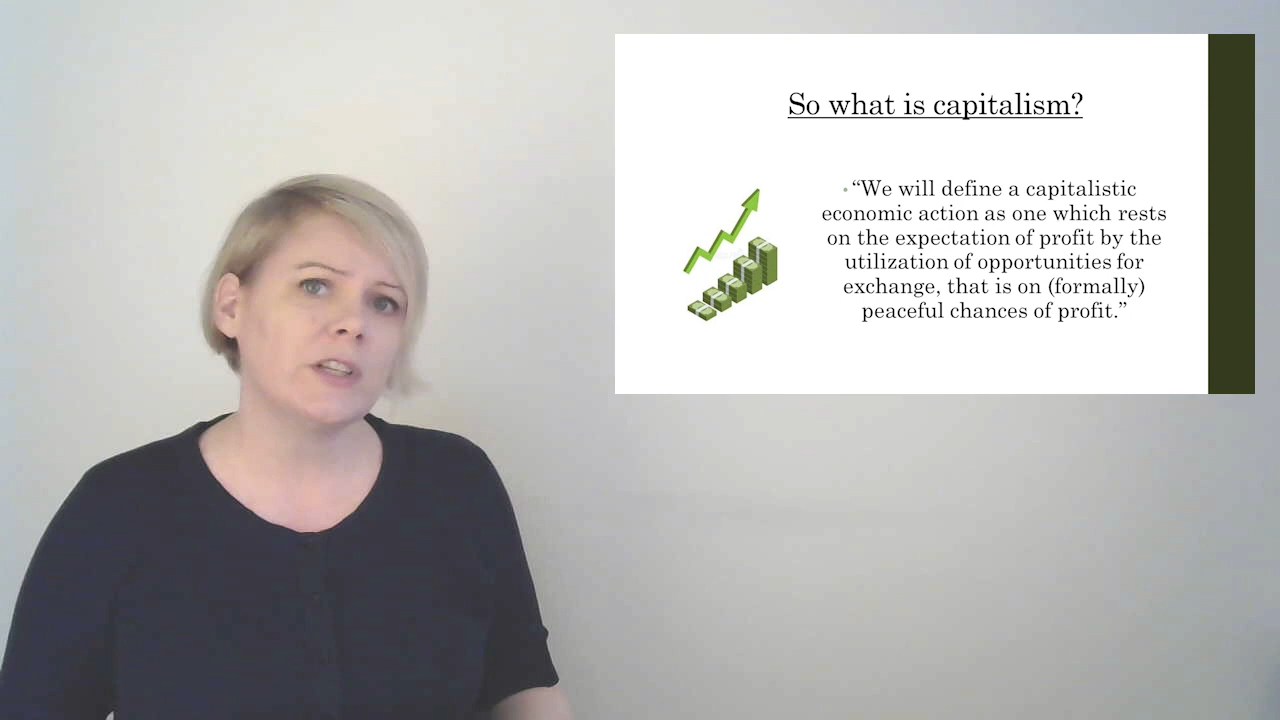 So what is capitalism?
• “We will define a capitalistic
economic action as one which rests
on the expectation of profit by the
utilization of opportunities for
exchange, that is on (formally)
peaceful chances of profit.”